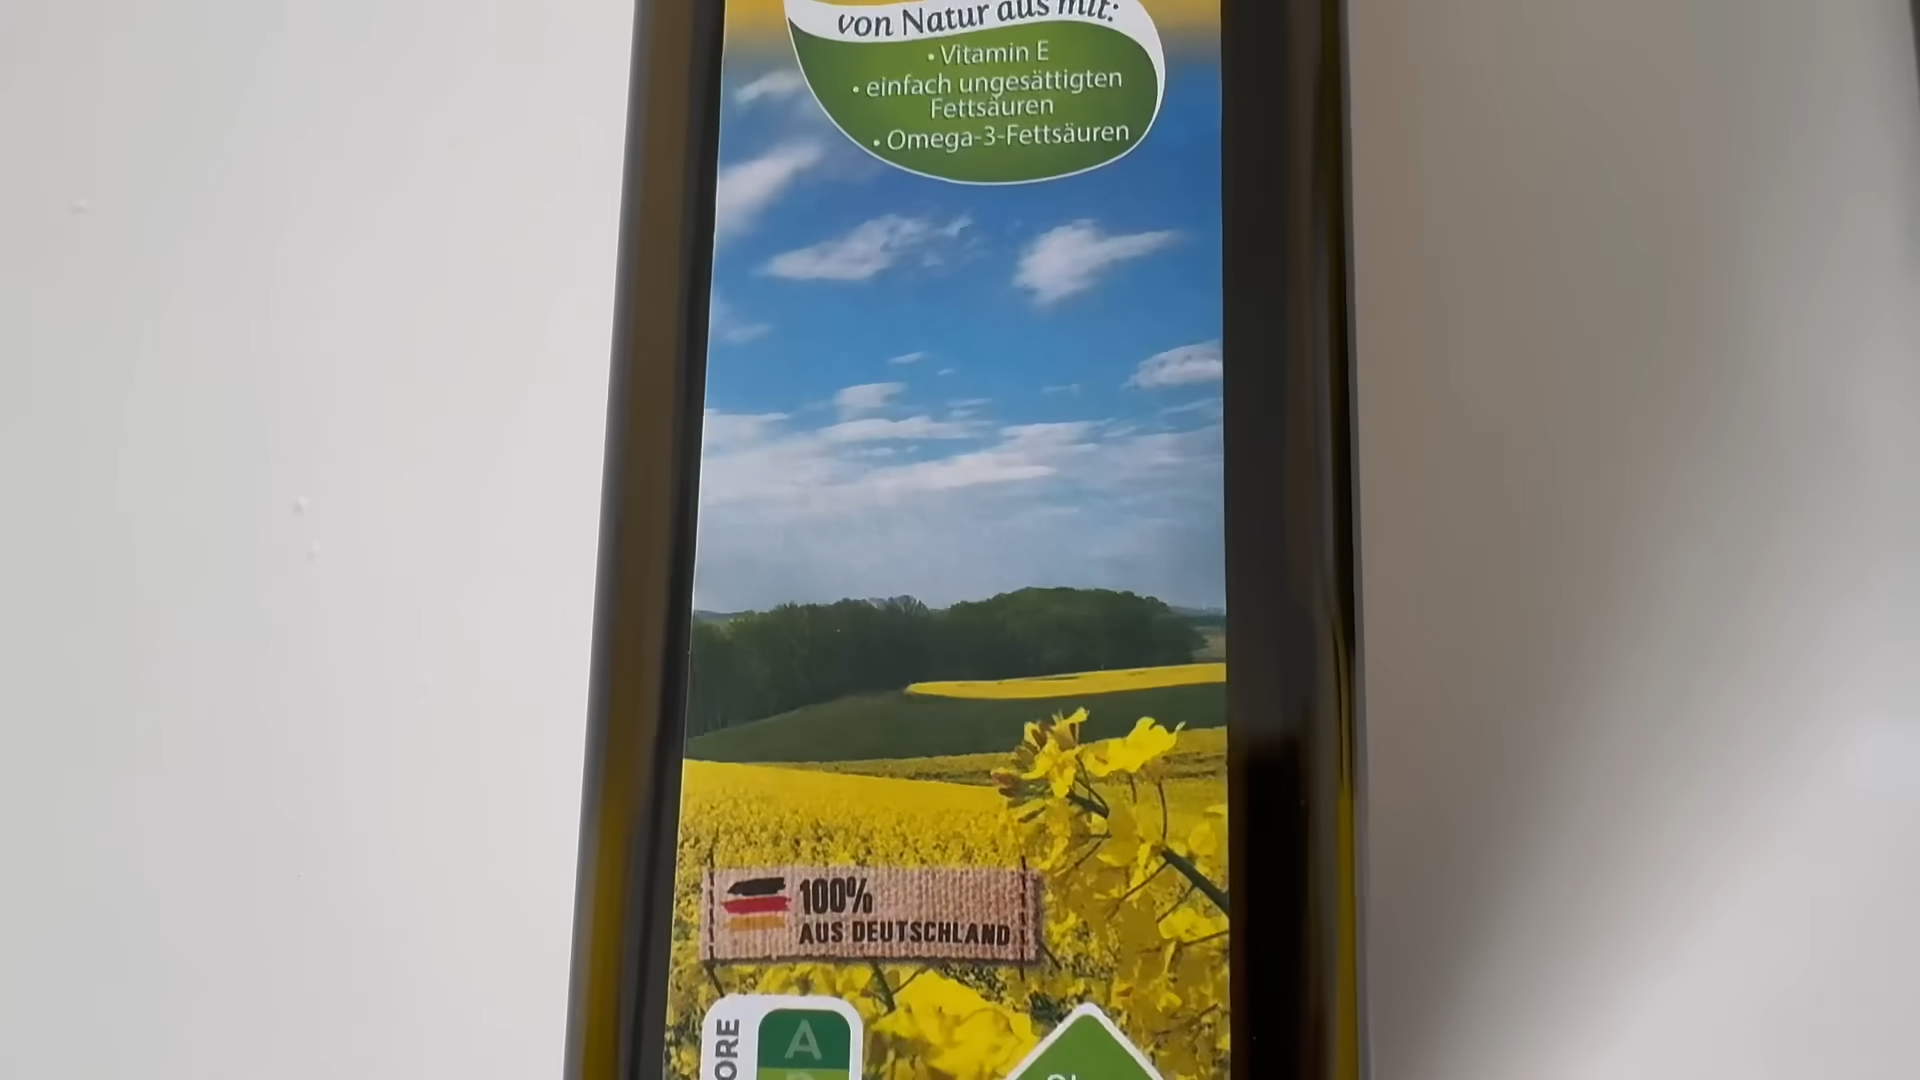 von Natur aus mit:
• Vitamin E
• einfach ungesättigten
Fettsäuren
• Omega-3-Fettsäuren
100%
AUS DEUTSCHLAND
ORE
A